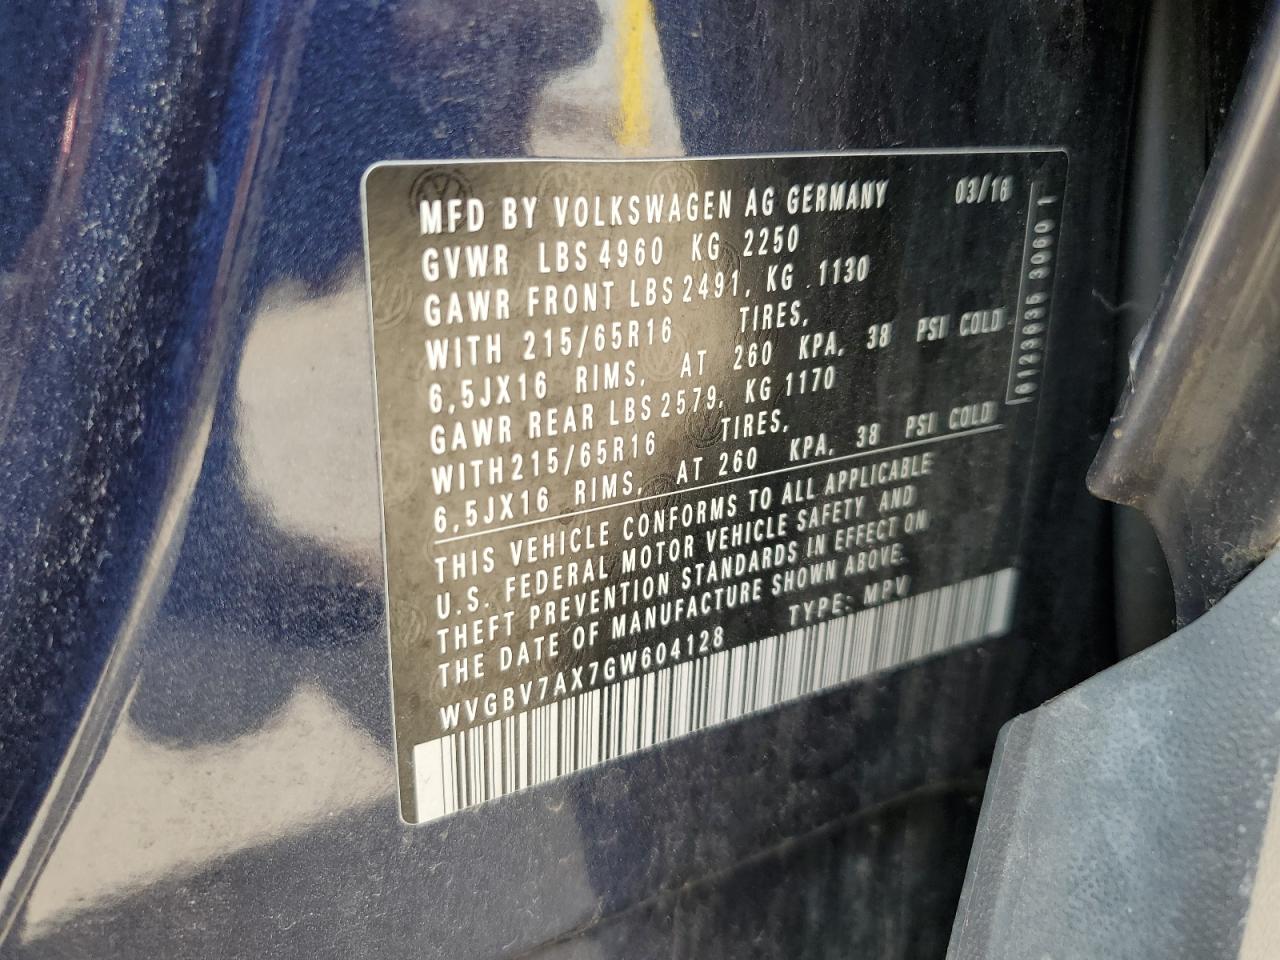 MFD BY VOLKSWAGEN AG GERMANY 03/16
GVWR LBS 4960 KG 2250
GAWR FRONT LBS 2491, KG 1130
WITH 215/65R16 TIRES,
6,5JX16 RIMS, AT 260 KPA, 38 PSI COLD
GAWR REAR LBS 2579, KG 1170
WITH 215/65R16 TIRES,
6,5JX16 RIMS, AT 260 KPA, 38 PSI COLD
THIS VEHICLE CONFORMS TO ALL APPLICABLE
U.S. FEDERAL MOTOR VEHICLE SAFETY AND
THEFT PREVENTION STANDARDS IN EFFECT ON
THE DATE OF MANUFACTURE SHOWN ABOVE.
WVGBV7AX7GW604128 TYPE: MPV